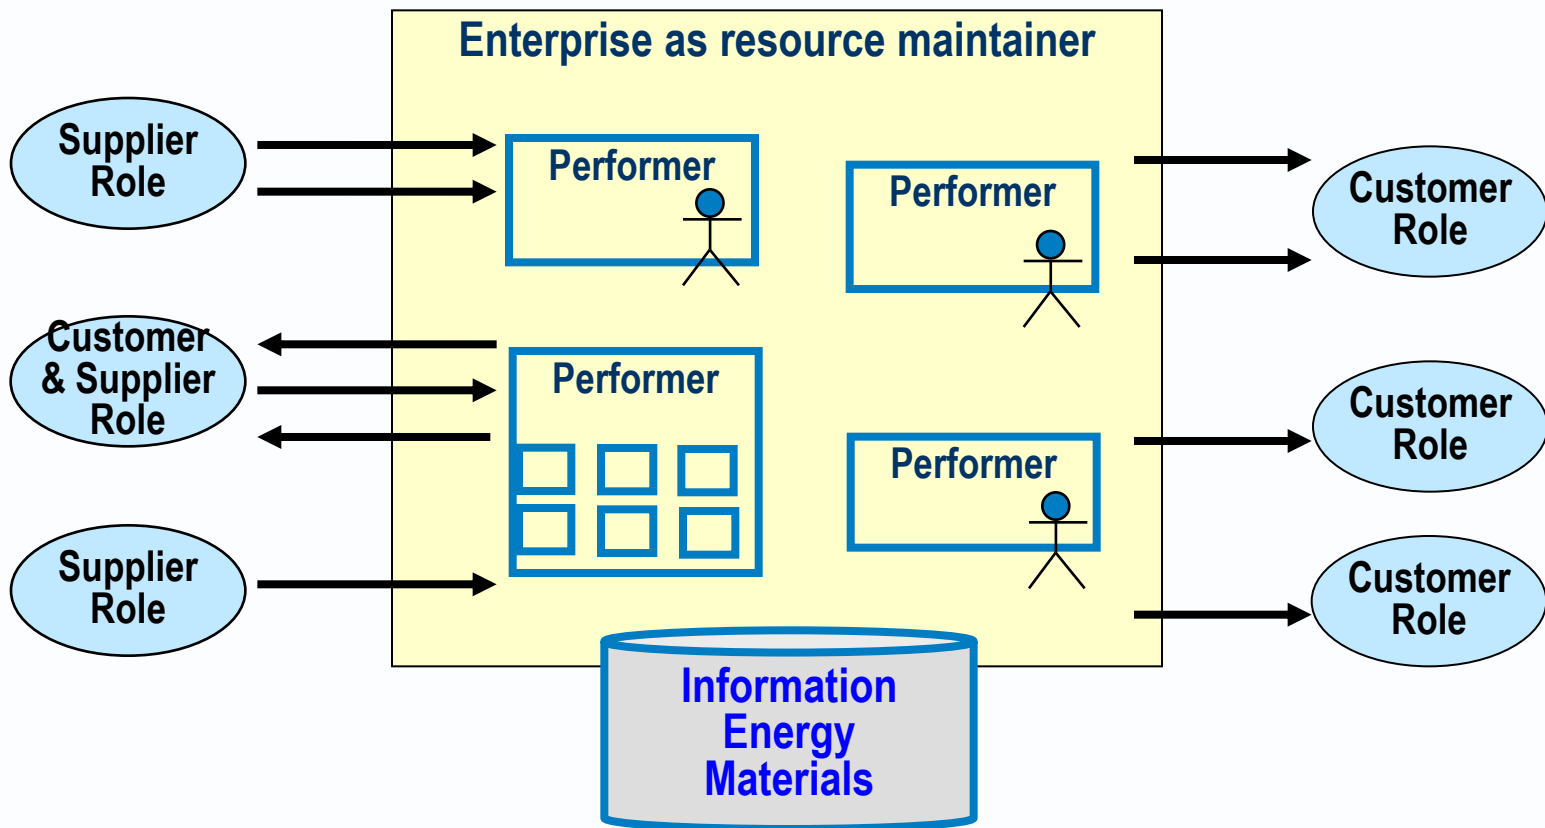 Enterprise as resource maintainer
Supplier
Role
Performer
Performer
Customer
Role
Customer
& Supplier
Role
Performer
Customer
Role
Performer
Supplier
Role
Customer
Role
Information
Energy
Materials